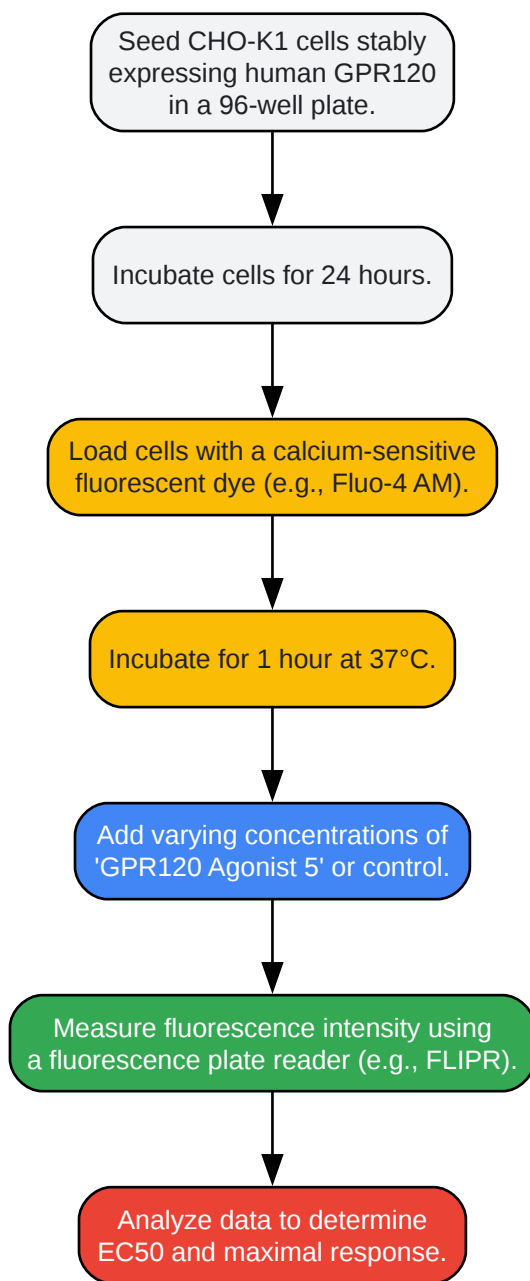 Seed CHO-K1 cells stably
expressing human GPR120
in a 96-well plate.
Incubate cells for 24 hours.
Load cells with a calcium-sensitive
fluorescent dye (e.g., Fluo-4 AM).
Incubate for 1 hour at 37°C.
Add varying concentrations of
'GPR120 Agonist 5' or control.
Measure fluorescence intensity using
a fluorescence plate reader (e.g., FLIPR).
Analyze data to determine
EC50 and maximal response.